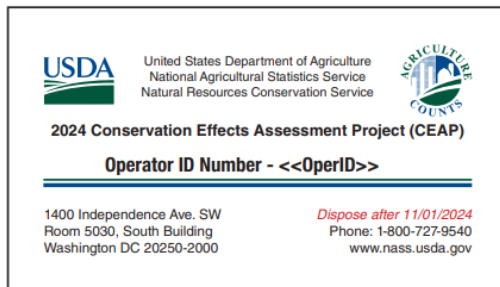 USDA
United States Department of Agriculture
National Agricultural Statistics Service
Natural Resources Conservation Service
AGRICULTURE
COUNTS
2024 Conservation Effects Assessment Project (CEAP)
Operator ID Number - <<OperID>>
1400 Independence Ave. SW
Room 5030, South Building
Washington DC 20250-2000
Dispose after 11/01/2024
Phone: 1-800-727-9540
www.nass.usda.gov